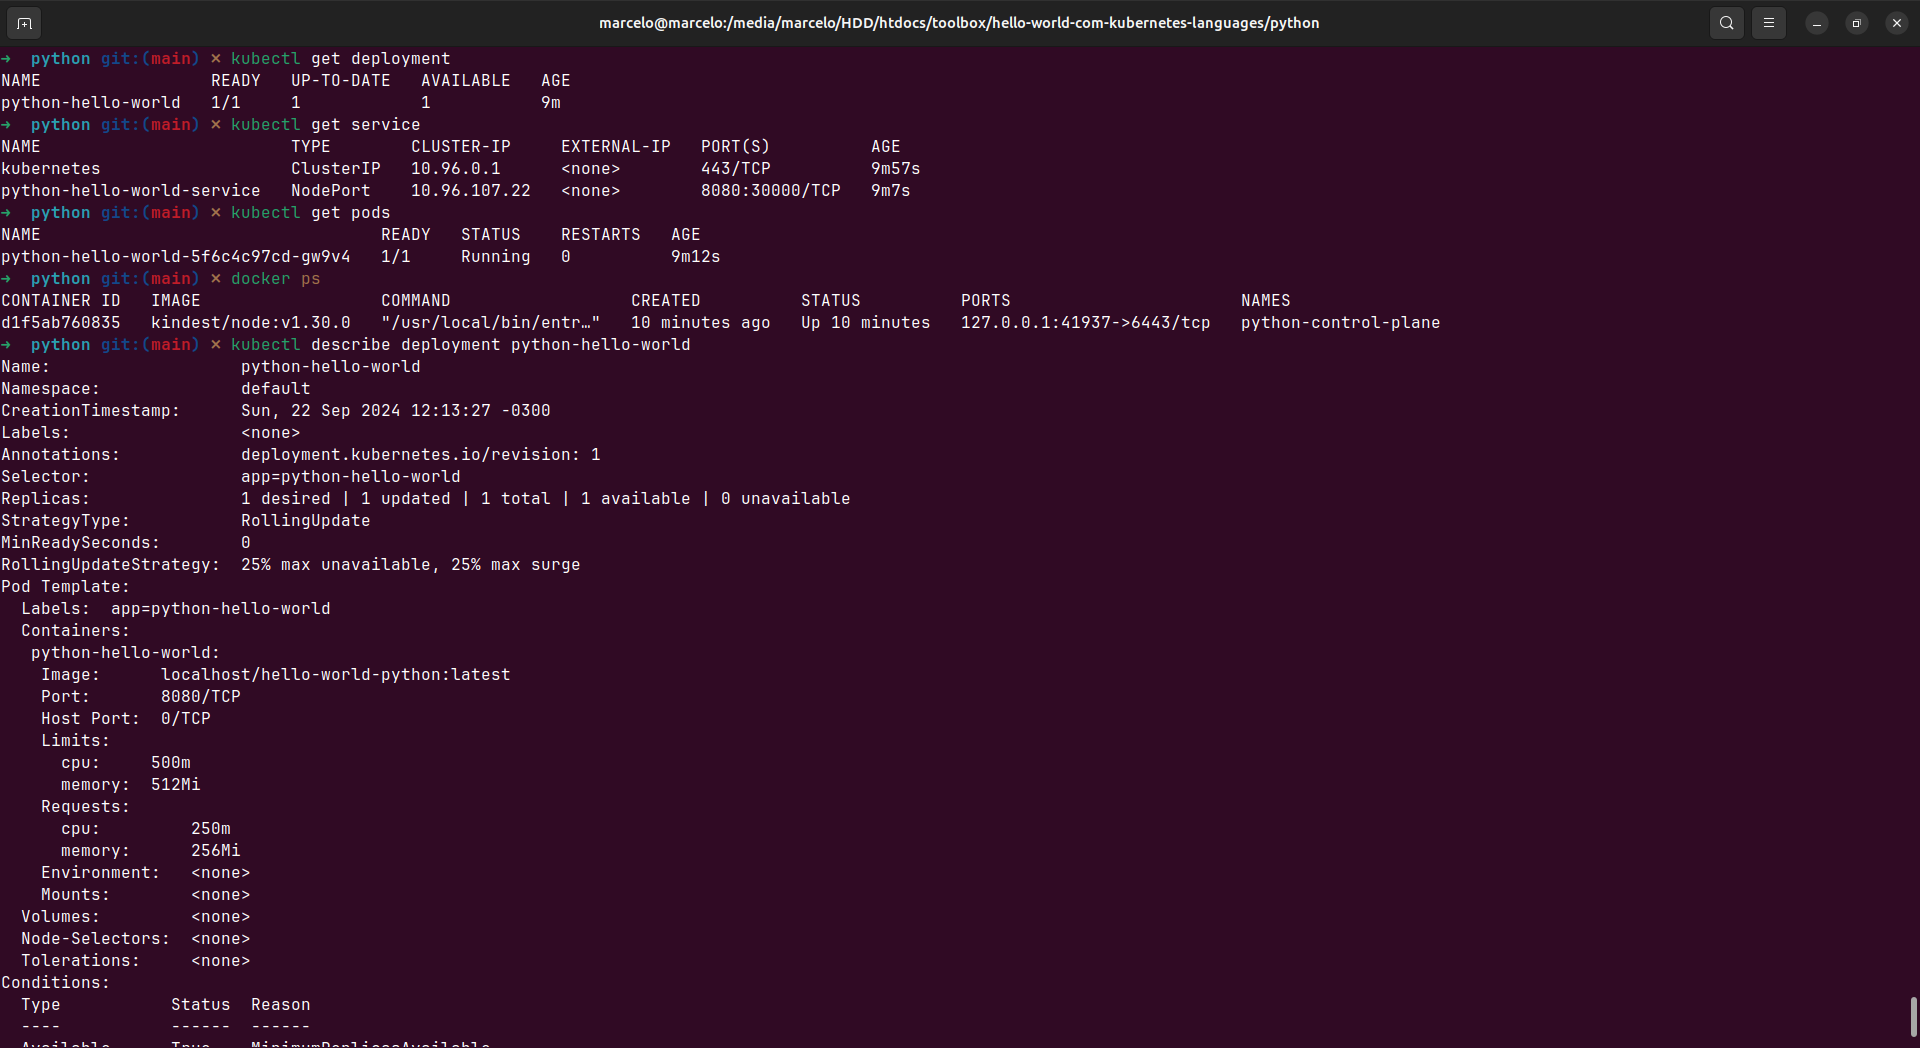 marcelo@marcelo:/media/marcelo/HDD/htdocs/toolbox/hello-world-com-kubernetes-languages/python
→  python git:(main) × kubectl get deployment
NAME                 READY   UP-TO-DATE   AVAILABLE   AGE
python-hello-world   1/1     1            1           9m
→  python git:(main) × kubectl get service
NAME                         TYPE        CLUSTER-IP     EXTERNAL-IP   PORT(S)          AGE
kubernetes                   ClusterIP   10.96.0.1      <none>        443/TCP          9m57s
python-hello-world-service   NodePort    10.96.107.22   <none>        8080:30000/TCP   9m7s
→  python git:(main) × kubectl get pods
NAME                                  READY   STATUS    RESTARTS   AGE
python-hello-world-5f6c4c97cd-gw9v4   1/1     Running   0          9m12s
→  python git:(main) × docker ps
CONTAINER ID   IMAGE                  COMMAND                  CREATED          STATUS          PORTS                       NAMES
d1f5ab760835   kindest/node:v1.30.0   "/usr/local/bin/entr…"   10 minutes ago   Up 10 minutes   127.0.0.1:41937->6443/tcp   python-control-plane
→  python git:(main) × kubectl describe deployment python-hello-world
Name:                   python-hello-world
Namespace:              default
CreationTimestamp:      Sun, 22 Sep 2024 12:13:27 -0300
Labels:                 <none>
Annotations:            deployment.kubernetes.io/revision: 1
Selector:               app=python-hello-world
Replicas:               1 desired | 1 updated | 1 total | 1 available | 0 unavailable
StrategyType:           RollingUpdate
MinReadySeconds:        0
RollingUpdateStrategy:  25% max unavailable, 25% max surge
Pod Template:
  Labels:  app=python-hello-world
  Containers:
   python-hello-world:
    Image:      localhost/hello-world-python:latest
    Port:       8080/TCP
    Host Port:  0/TCP
    Limits:
      cpu:     500m
      memory:  512Mi
    Requests:
      cpu:         250m
      memory:      256Mi
    Environment:   <none>
    Mounts:        <none>
  Volumes:         <none>
  Node-Selectors:  <none>
  Tolerations:     <none>
Conditions:
  Type           Status  Reason
  ----           ------  ------
  Available      True    MinimumReplicasAvailable